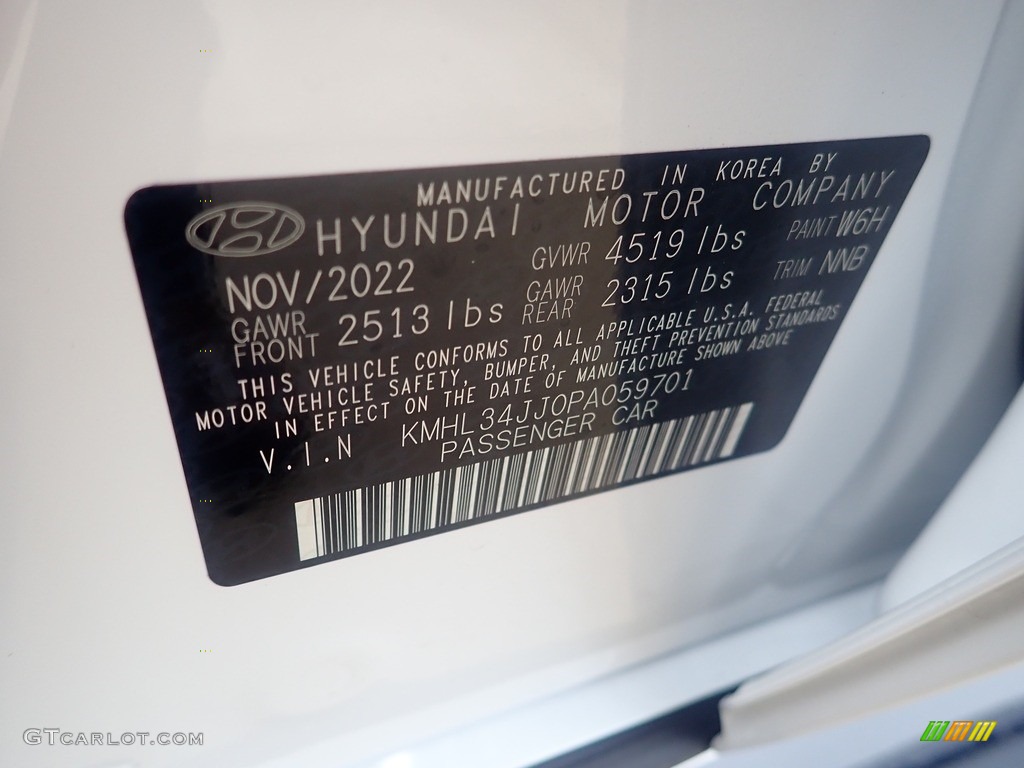 MANUFACTURED IN KOREA BY
HYUNDAI MOTOR COMPANY
NOV/2022 GVWR 4519 lbs PAINT W6H
GAWR FRONT 2513 lbs GAWR REAR 2315 lbs TRIM NNB
THIS VEHICLE CONFORMS TO ALL APPLICABLE U.S.A. FEDERAL
MOTOR VEHICLE SAFETY, BUMPER, AND THEFT PREVENTION STANDARDS
IN EFFECT ON THE DATE OF MANUFACTURE SHOWN ABOVE
V.I.N KMHL34JJ0PA059701
PASSENGER CAR
GTCARLOT.COM